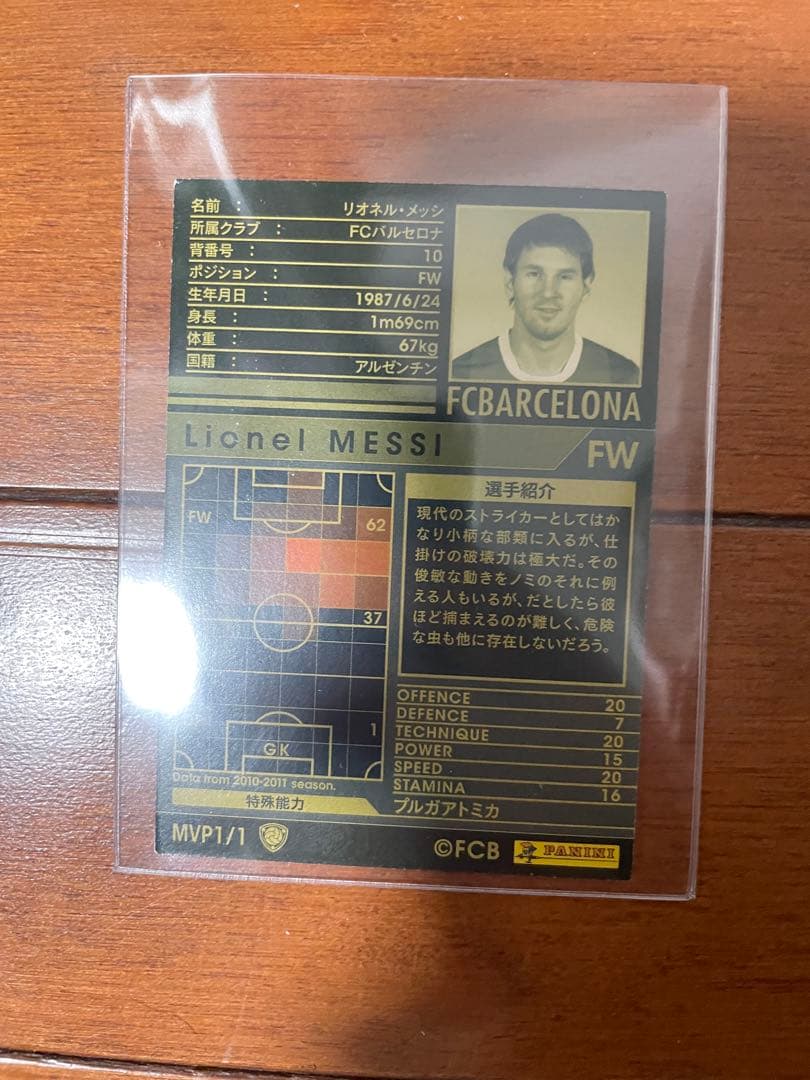 名前 : リオネル・メッシ
所属クラブ : FCバルセロナ
背番号 : 10
ポジション : FW
生年月日 : 1987/6/24
身長 : 1m69cm
体重 : 67kg
国籍 : アルゼンチン
FCBARCELONA
Lionel MESSI
FW
FW
62
37
1
GK
Data from 2010-2011 season.
選手紹介
現代のストライカーとしてはか
なり小柄な部類に入るが、仕
掛けの破壊力は極大だ。その
俊敏な動きをノミのそれに例
える人もいるが、だとしたら彼
ほど捕まえるのが難しく、危険
な虫も他に存在しないだろう。
OFFENCE 20
DEFENCE 7
TECHNIQUE 20
POWER 15
SPEED 20
STAMINA 16
特殊能力 プルガアトミカ
MVP1/1
©FCB
PANINI